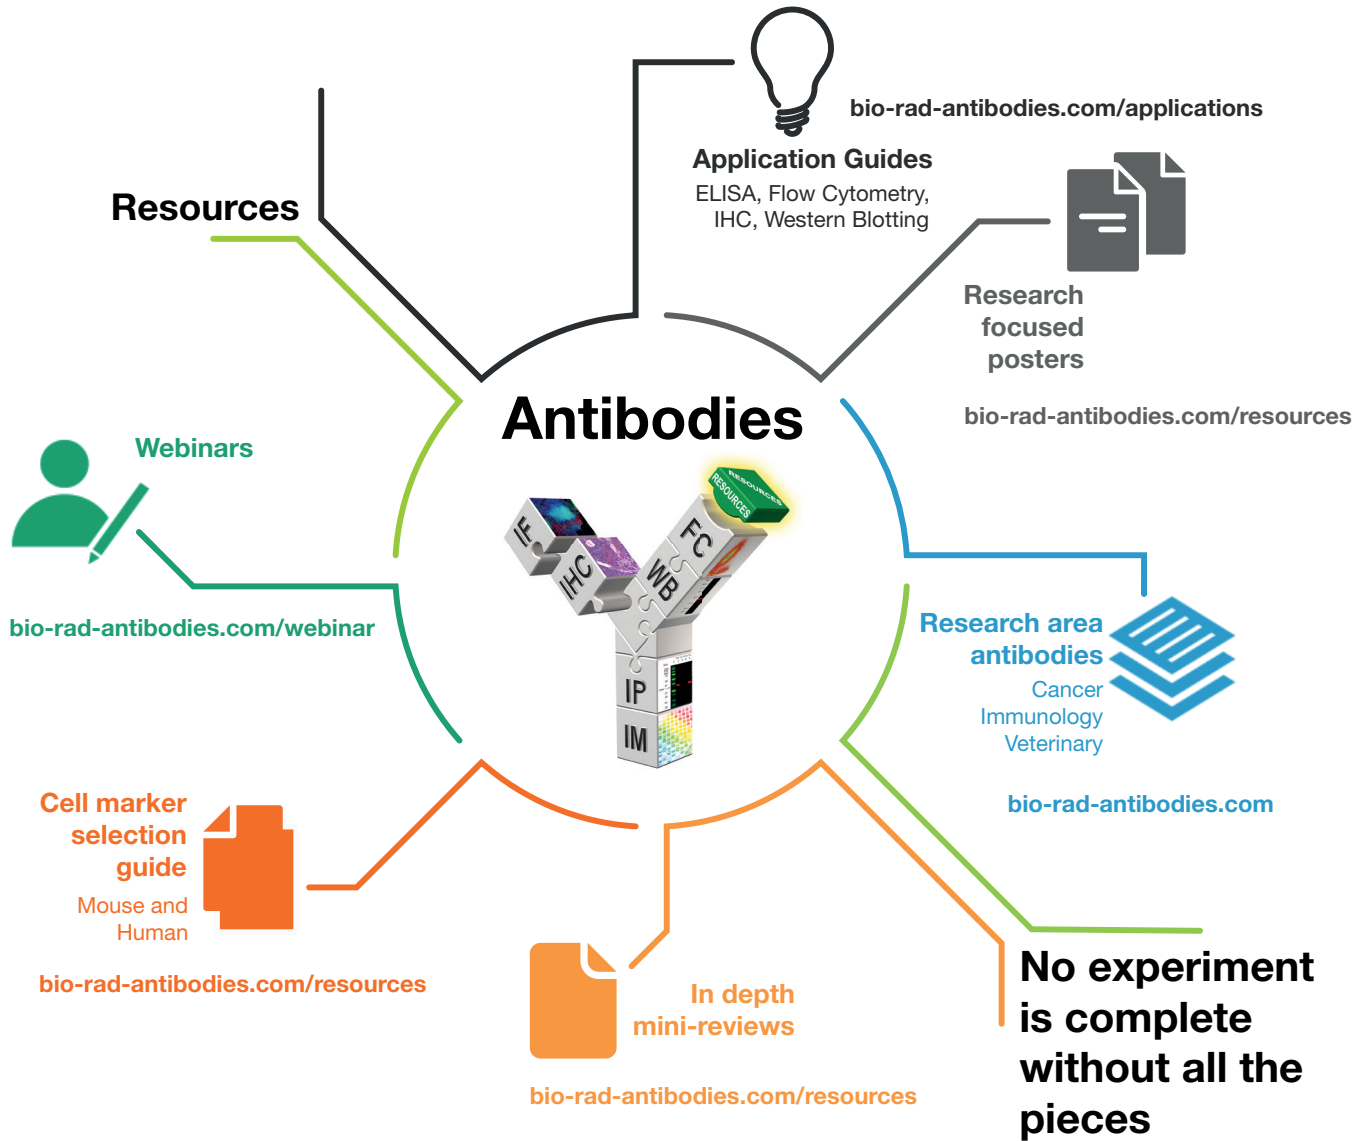 bio-rad-antibodies.com/applications
Application Guides
ELISA, Flow Cytometry,
IHC, Western Blotting
Resources
Research
focused
posters
bio-rad-antibodies.com/resources
Antibodies
Webinars
bio-rad-antibodies.com/webinar
RESOURCES
RESOURCES
IF
IHC
FC
WB
IP
IM
Research area
antibodies
Cancer
Immunology
Veterinary
bio-rad-antibodies.com
Cell marker
selection
guide
Mouse and
Human
bio-rad-antibodies.com/resources
In depth
mini-reviews
bio-rad-antibodies.com/resources
No experiment
is complete
without all the
pieces